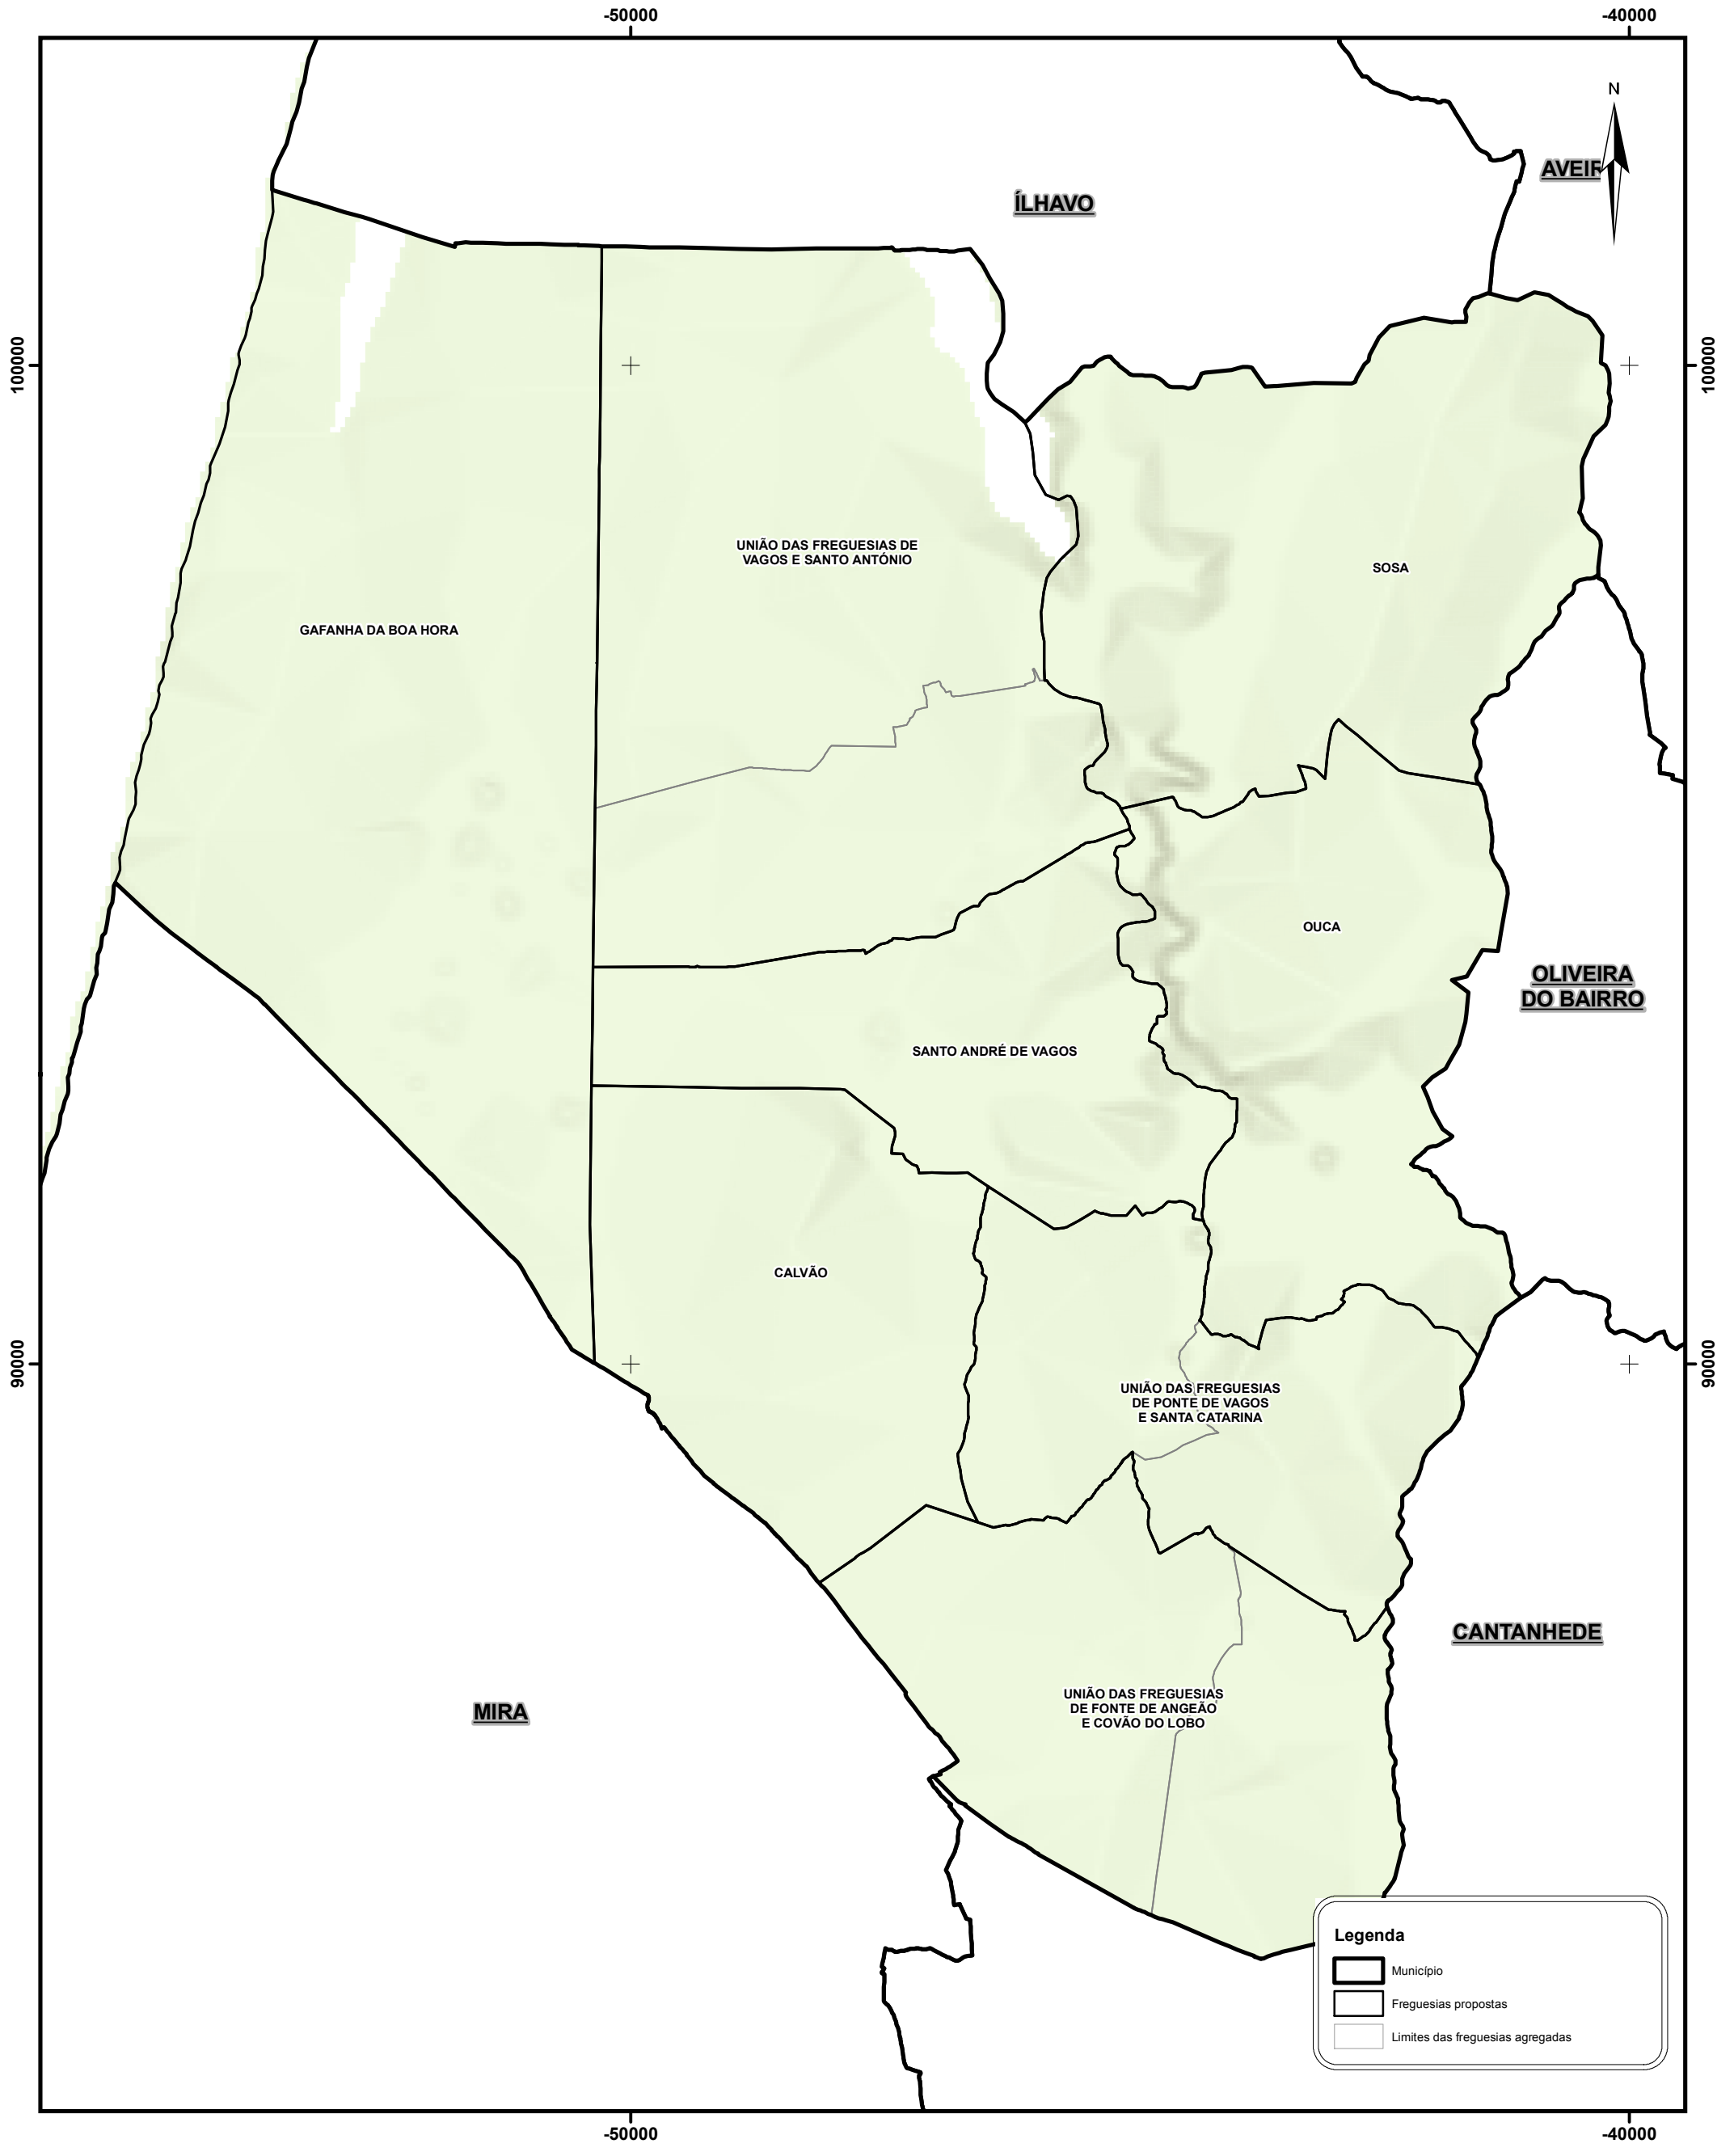 -50000
-40000
N
AVEIR
ÍLHAVO
100000
100000
UNIÃO DAS FREGUESIAS DE
VAGOS E SANTO ANTÓNIO
SOSA
GAFANHA DA BOA HORA
OUCA
OLIVEIRA
DO BAIRRO
SANTO ANDRÉ DE VAGOS
CALVÃO
90000
90000
UNIÃO DAS FREGUESIAS
DE PONTE DE VAGOS
E SANTA CATARINA
CANTANHEDE
UNIÃO DAS FREGUESIAS
DE FONTE DE ANGEÃO
E COVÃO DO LOBO
MIRA
Legenda
Município
Freguesias propostas
Limites das freguesias agregadas
-50000
-40000